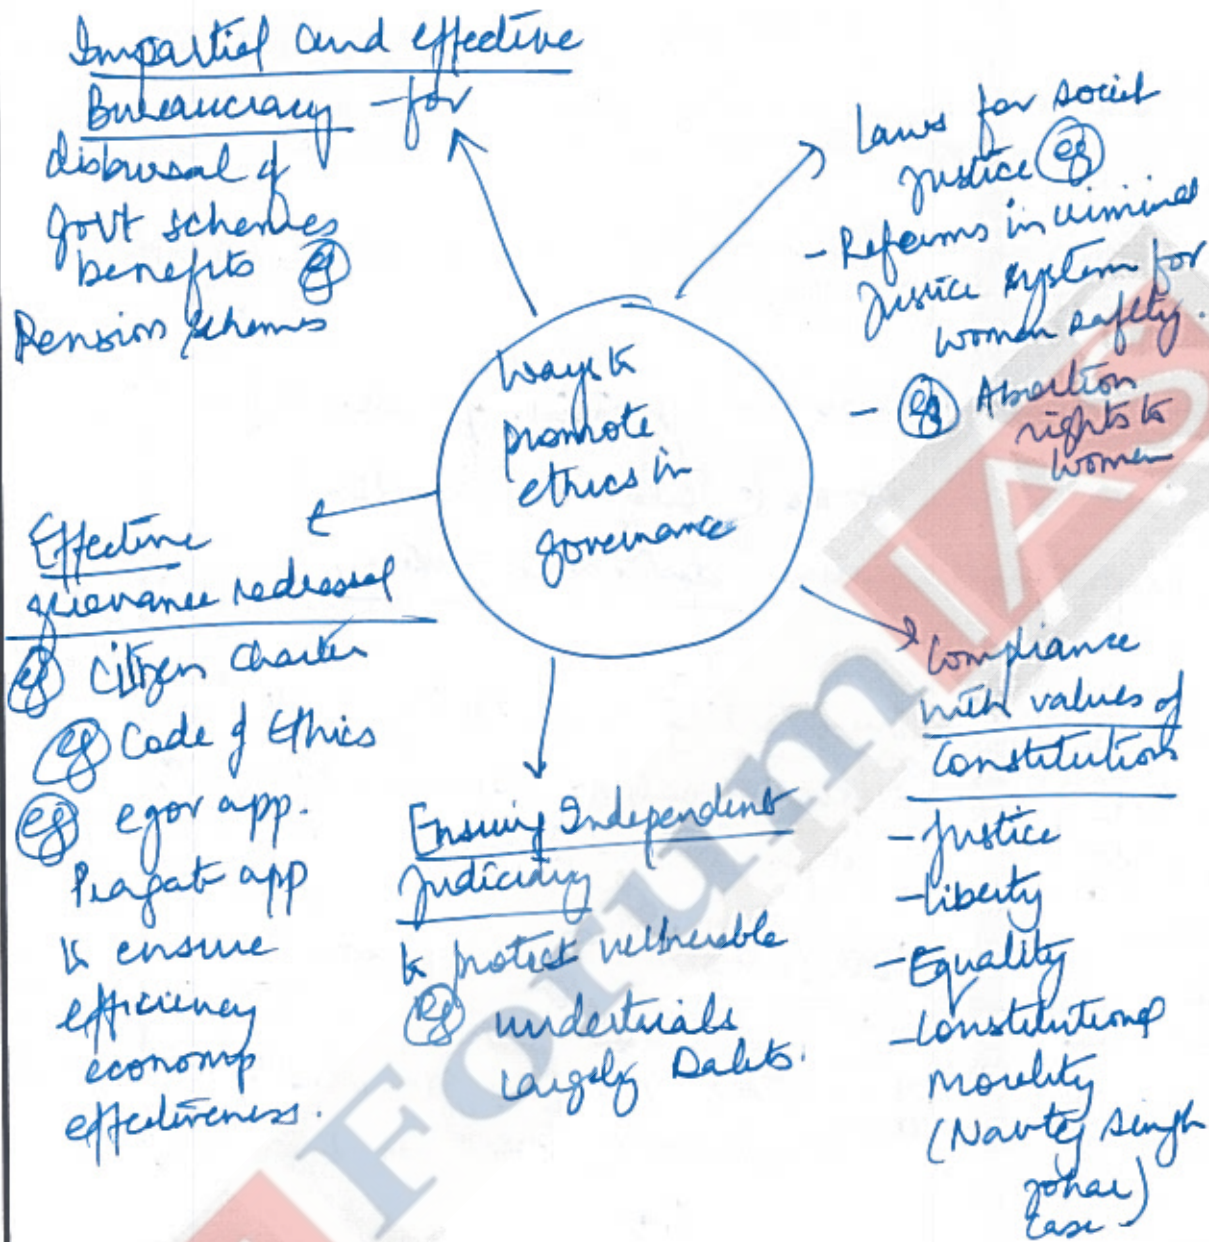 Impartial and effective
Bureaucracy - for
disbursal of
govt schemes
benefits eg
Pension schemes
Laws for social
justice eg
- Reforms in criminal
justice system for
women safety.
- eg Abortion
rights to
women
Ways to
promote
ethics in
governance
Effective
grievance redressal
eg Citizen Charter
eg Code of Ethics
eg egov app.
Pragati app
to ensure
efficiency
economy
effectiveness.
Ensuring Independent
Judiciary
to protect vulnerable
eg undertrials
largely Dalits.
Compliance
with values of
Constitution
- Justice
- Liberty
- Equality
- Constitutional
Morality
(Navtej Singh
Johar)
case
Forum IAS